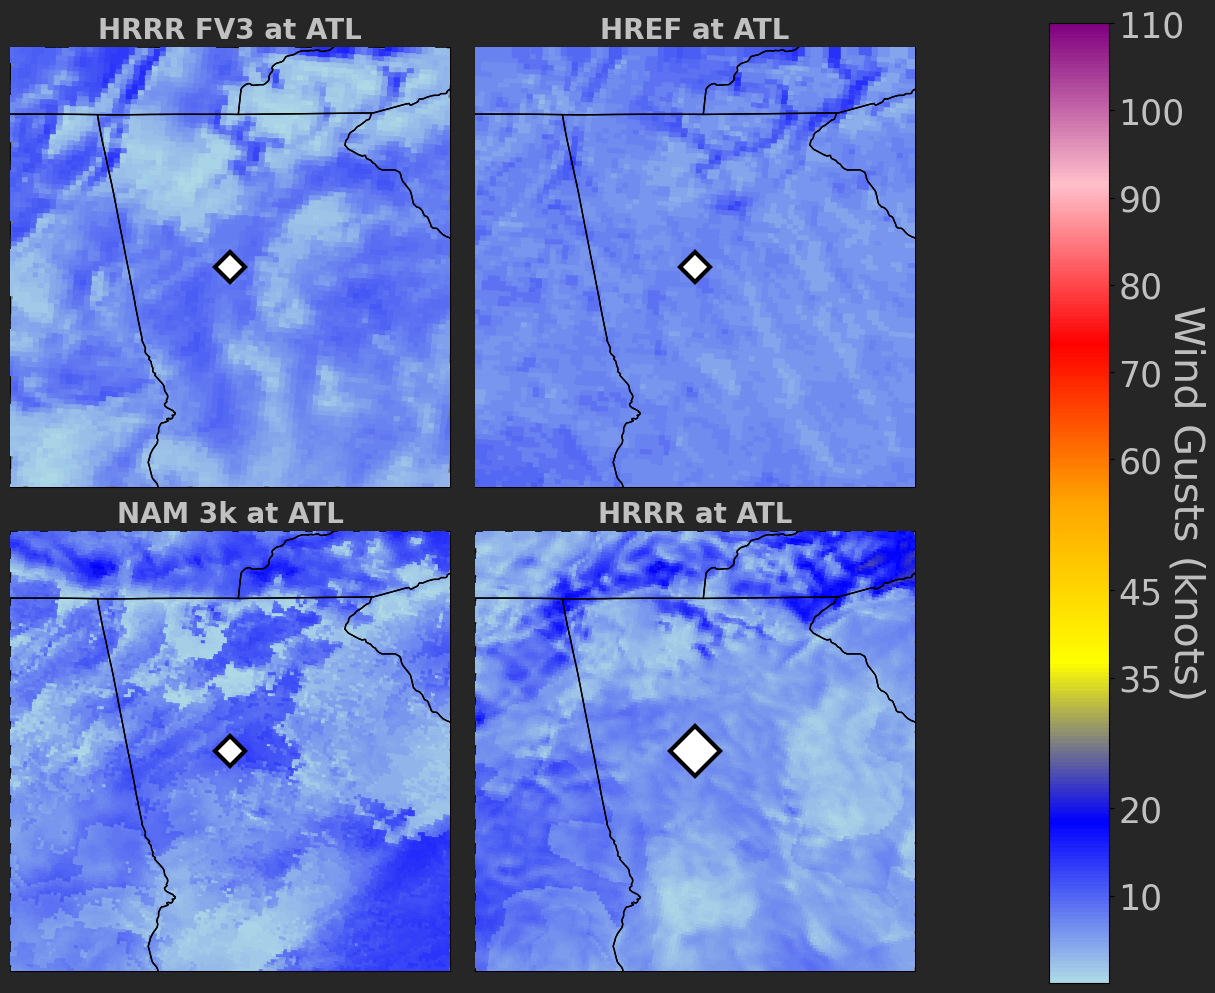 HRRR FV3 at ATL
HREF at ATL
NAM 3k at ATL
HRRR at ATL
110
100
90
80
70
60
45
35
20
10
Wind Gusts (knots)